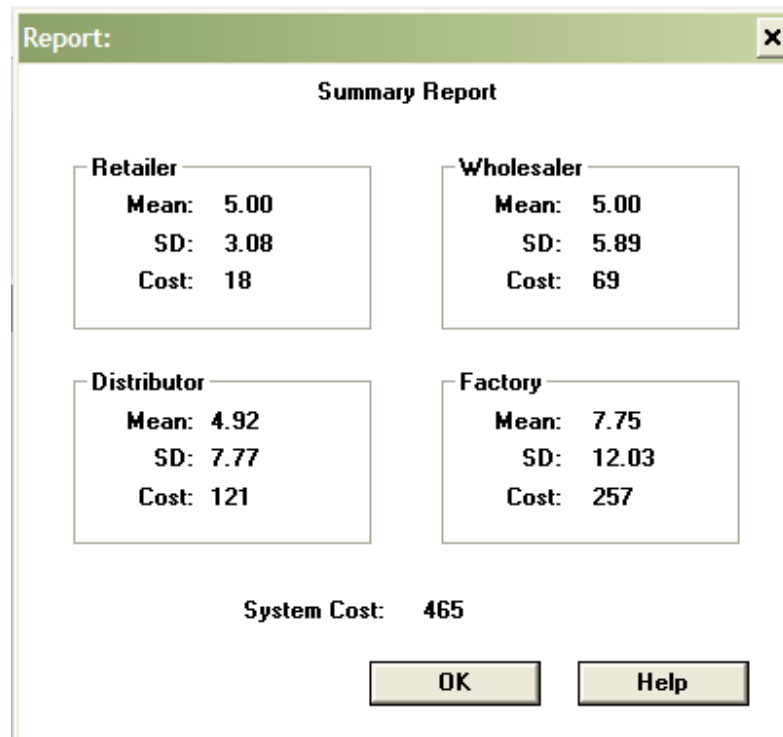 Report:
Summary Report
Retailer
Mean: 5.00
SD: 3.08
Cost: 18
Wholesaler
Mean: 5.00
SD: 5.89
Cost: 69
Distributor
Mean: 4.92
SD: 7.77
Cost: 121
Factory
Mean: 7.75
SD: 12.03
Cost: 257
System Cost: 465
OK
Help